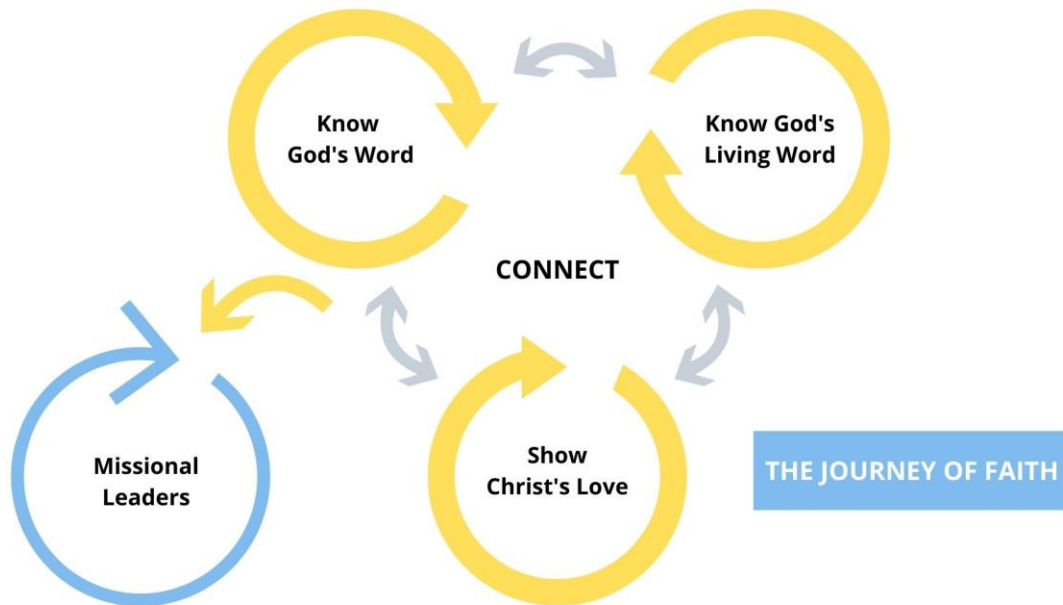 Know
God's Word
Know God's
Living Word
CONNECT
Missional
Leaders
Show
Christ's Love
THE JOURNEY OF FAITH